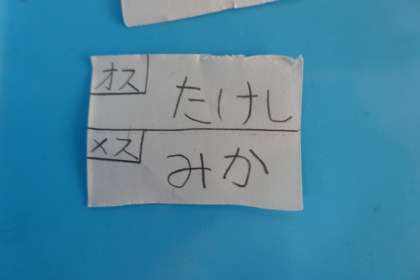 オス たけし
メス みか